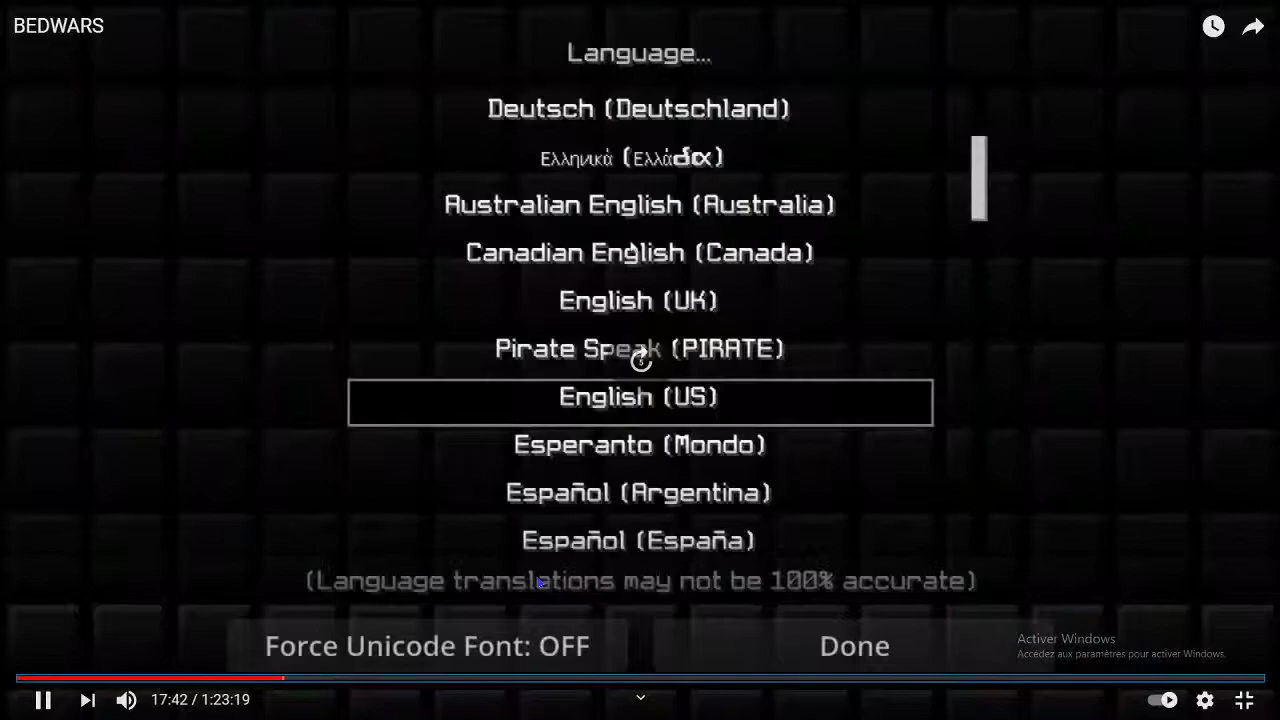 BEDWARS
Language...
Deutsch (Deutschland)
Ελληνικά (Ελλάδα)
Australian English (Australia)
Canadian English (Canada)
English (UK)
Pirate Speak (PIRATE)
English (US)
Esperanto (Mondo)
Español (Argentina)
Español (España)
(Language translations may not be 100% accurate)
Force Unicode Font: OFF
Done
Activer Windows
Accédez aux paramètres pour activer Windows.
17:42 / 1:23:19